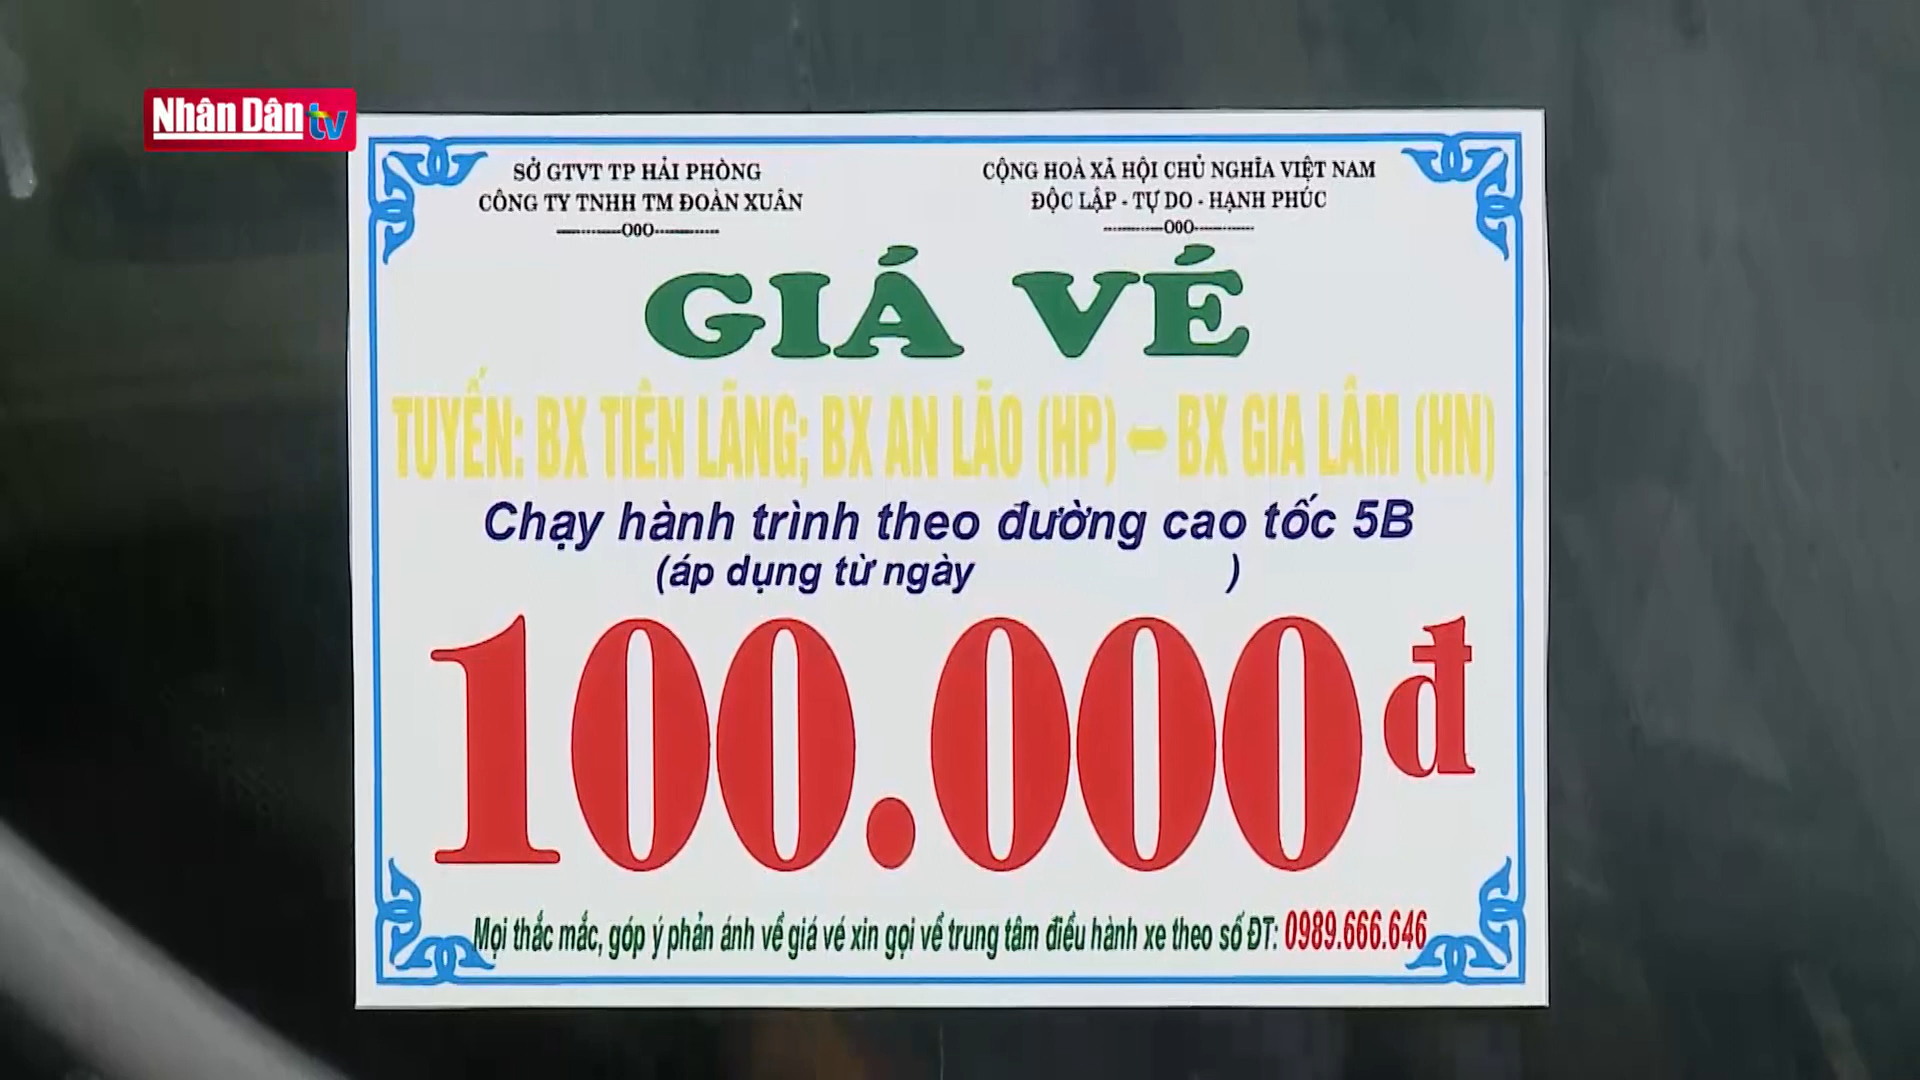 Nhân Dân tv
SỞ GTVT TP HẢI PHÒNG
CÔNG TY TNHH TM ĐOÀN XUÂN
------------O0O------------
CỘNG HOÀ XÃ HỘI CHỦ NGHĨA VIỆT NAM
ĐỘC LẬP - TỰ DO - HẠNH PHÚC
------------O0O------------
GIÁ VÉ
TUYẾN: BX TIÊN LÃNG; BX AN LÃO (HP) ⬌ BX GIA LÂM (HN)
Chạy hành trình theo đường cao tốc 5B
(áp dụng từ ngày )
100.000đ
Mọi thắc mắc, góp ý phản ánh về giá vé xin gọi về trung tâm điều hành xe theo số ĐT: 0989.666.646